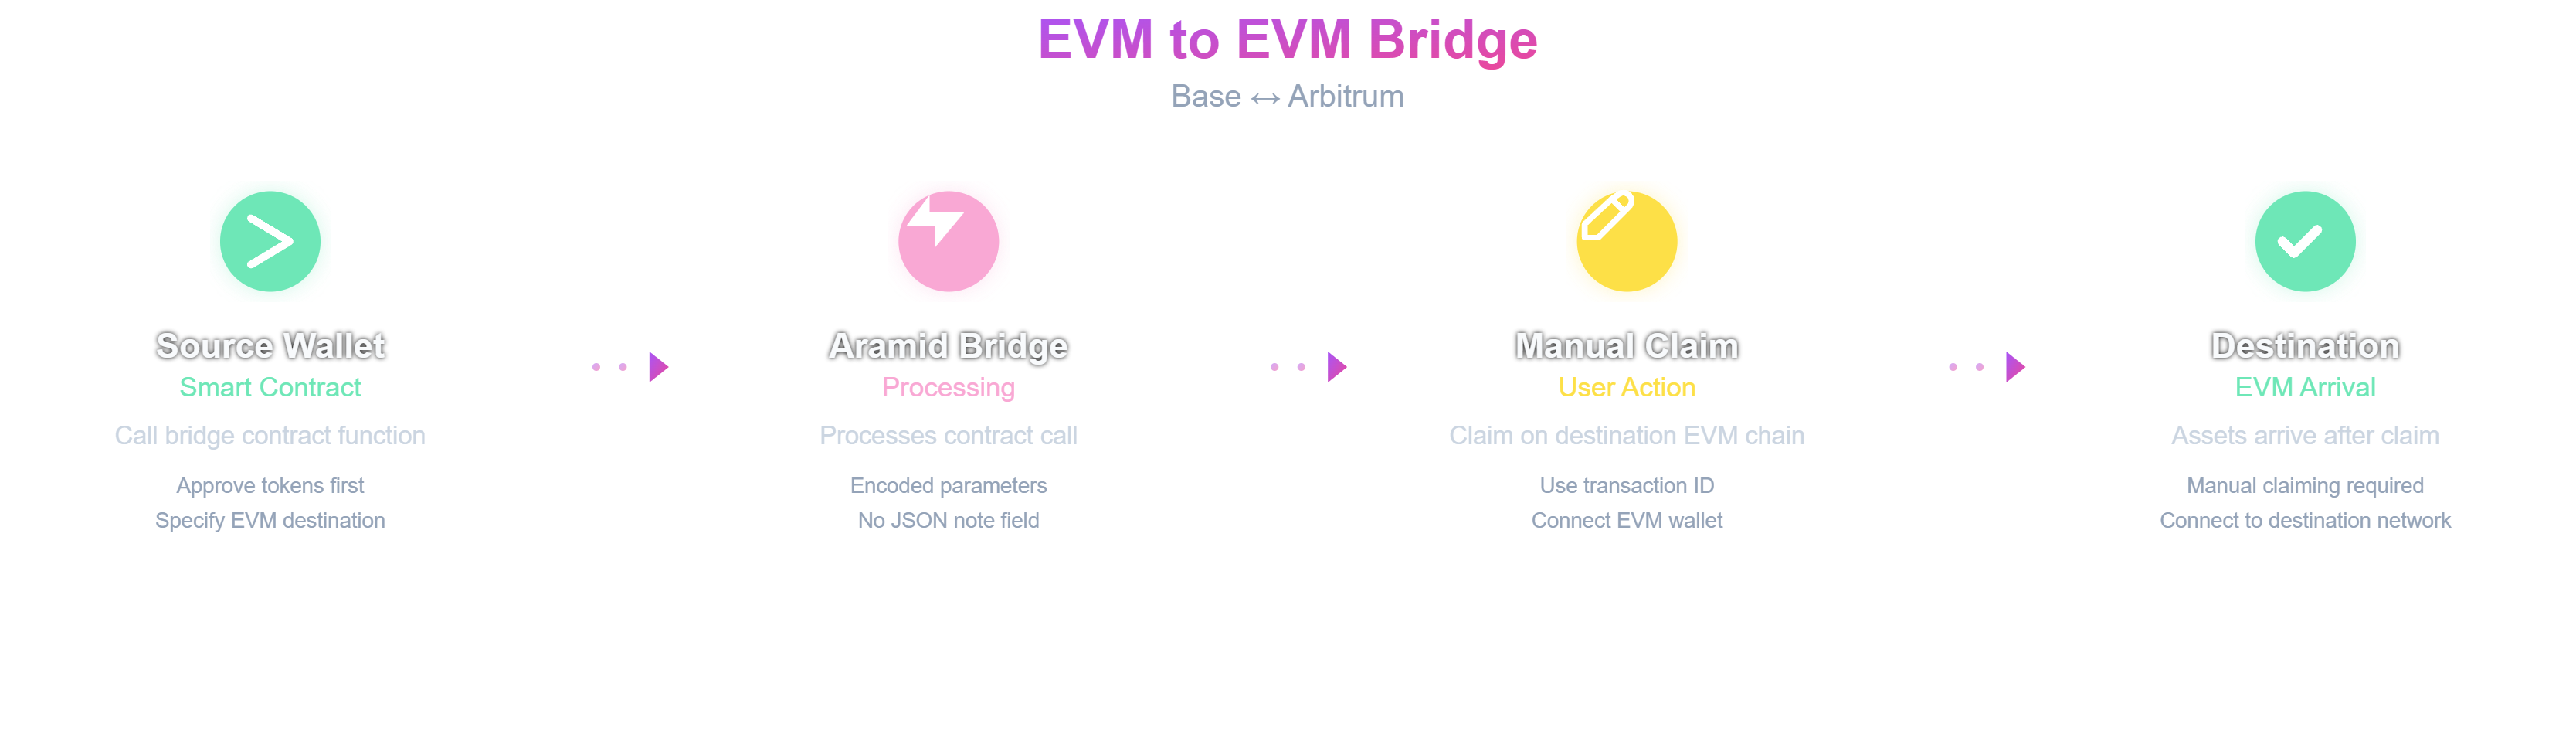 EVM to EVM Bridge
Base ↔ Arbitrum
Source Wallet
Smart Contract
Call bridge contract function
Approve tokens first
Specify EVM destination
Aramid Bridge
Processing
Processes contract call
Encoded parameters
No JSON note field
Manual Claim
User Action
Claim on destination EVM chain
Use transaction ID
Connect EVM wallet
Destination
EVM Arrival
Assets arrive after claim
Manual claiming required
Connect to destination network